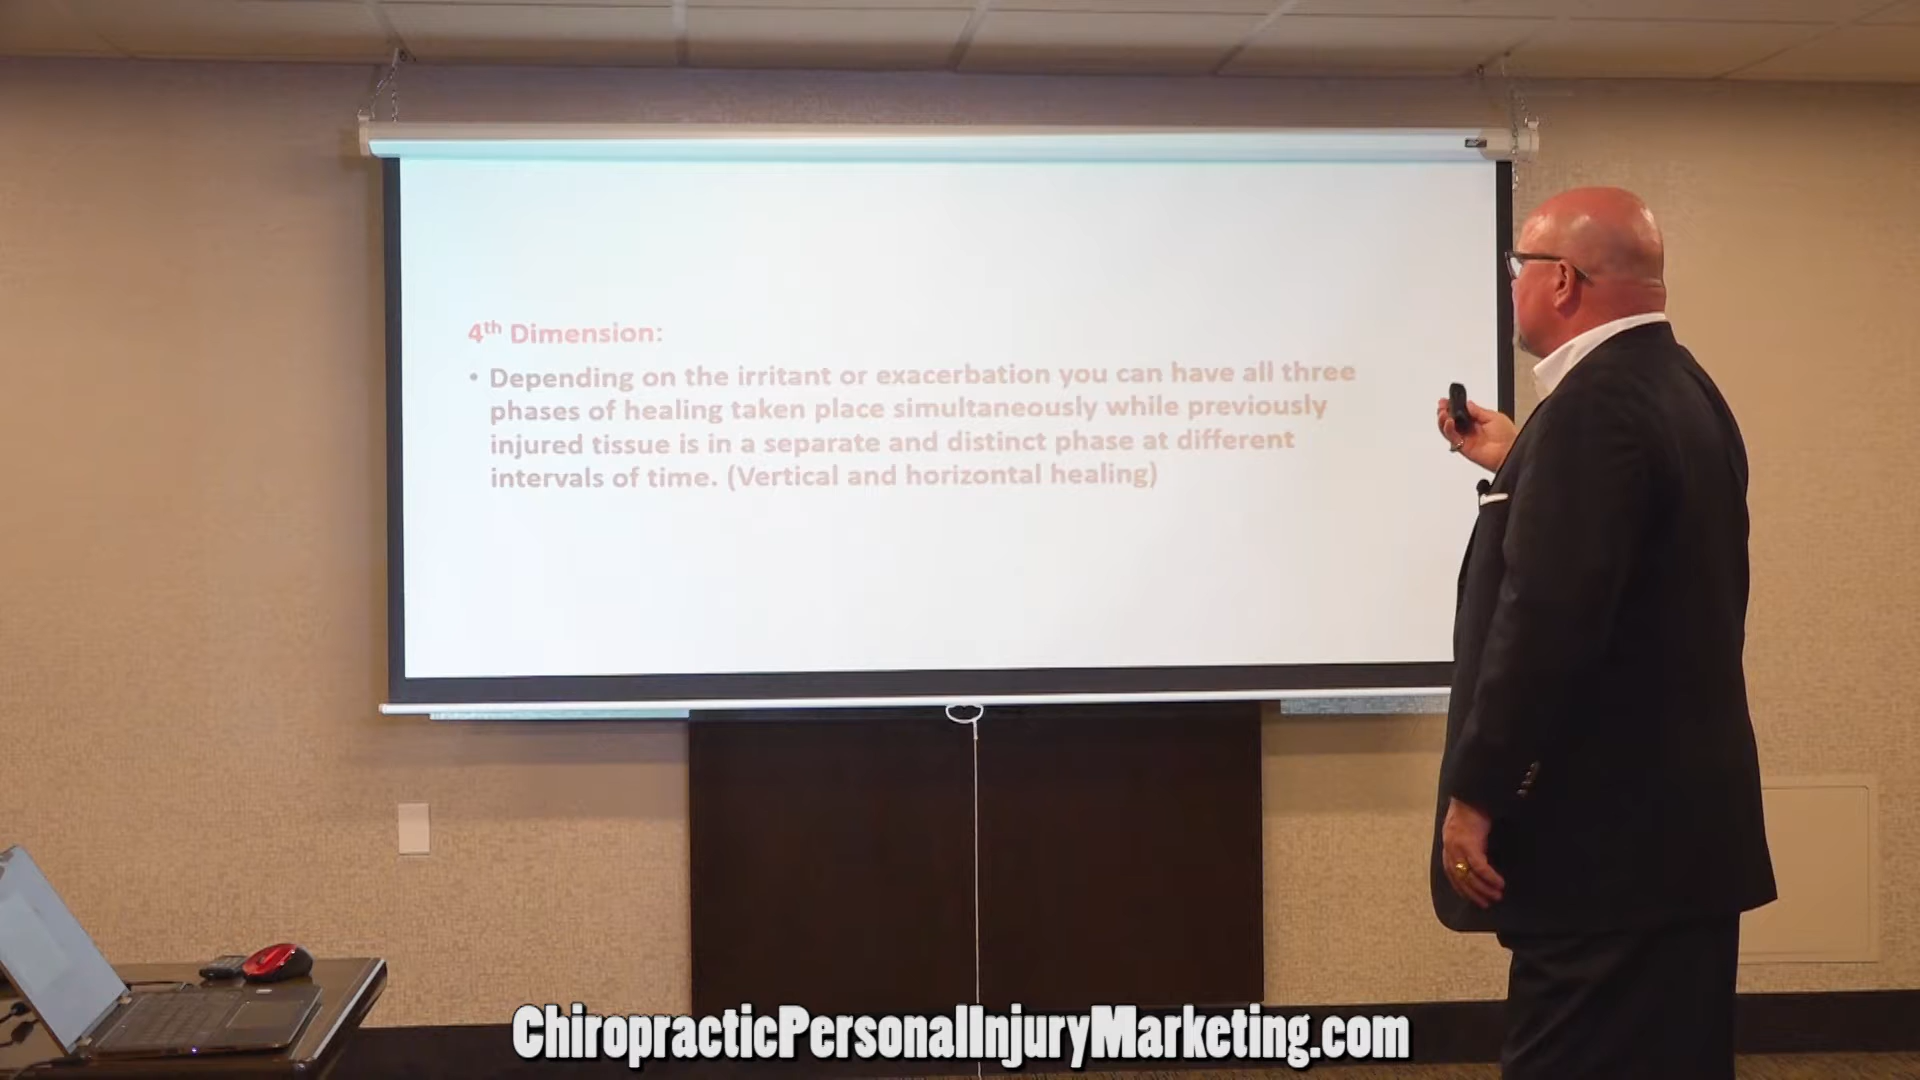 4th Dimension:
• Depending on the irritant or exacerbation you can have all three
phases of healing taken place simultaneously while previously
injured tissue is in a separate and distinct phase at different
intervals of time. (Vertical and horizontal healing)
ChiropracticPersonalInjuryMarketing.com